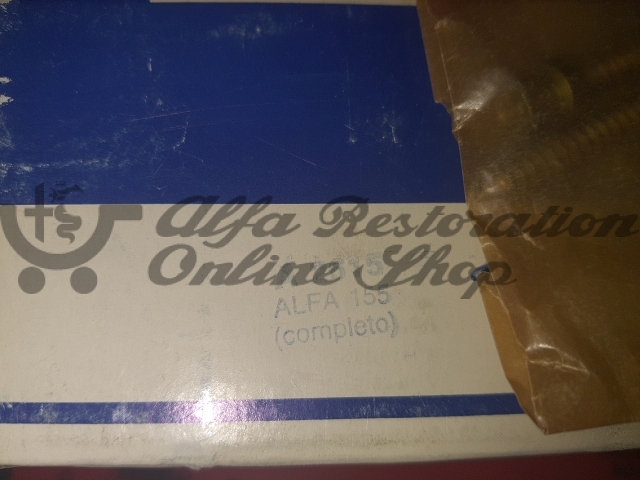 Alfa Restoration
Online Shop
ALFA 155
(completo)